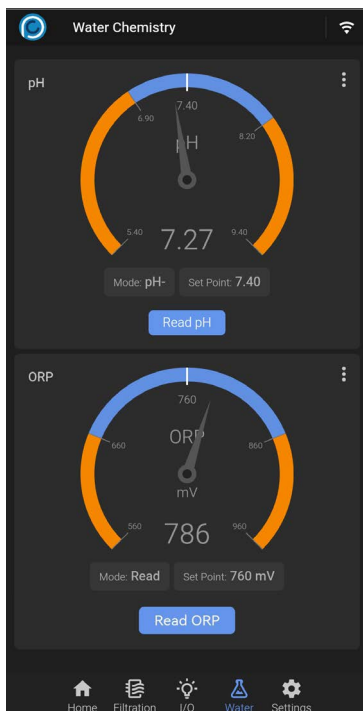 Water Chemistry
pH
7.40
6.90
8.20
pH
5.40
9.40
7.27
Mode: pH-
Set Point: 7.40
Read pH
ORP
760
660
860
ORP
mV
560
960
786
Mode: Read
Set Point: 760 mV
Read ORP
Home Filtration I/O Water Settings